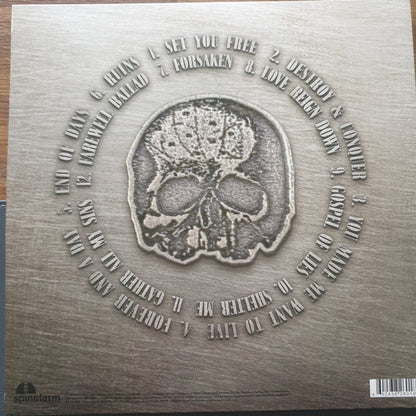 1. SET YOU FREE 2. DESTROY & CONQUER 3. YOU MADE ME WANT TO LIVE 4. FOREVER AND A DAY 5. END OF DAYS 6. RUINS
7. FORSAKEN 8. LOVE REIGN DOWN 9. GOSPEL OF LIES 10. SHELTER ME 11. GATHER ALL MY SKNS 12. FAREWELL BALLAD
spinefarm